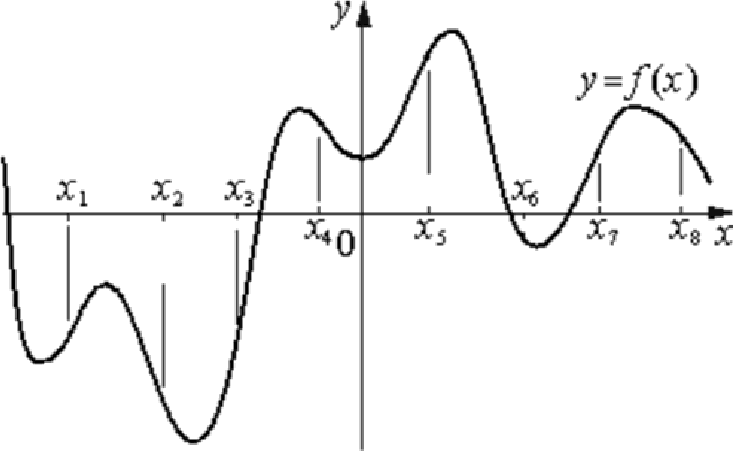 y
y = f(x)
x₁ x₂ x₃ x₆
x₄ 0 x₅ x₇ x₈ x